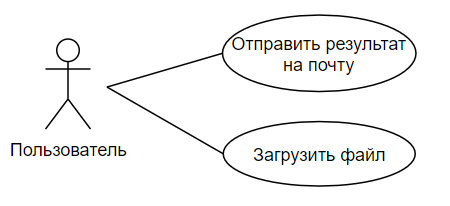 Отправить результат
на почту
Пользователь
Загрузить файл